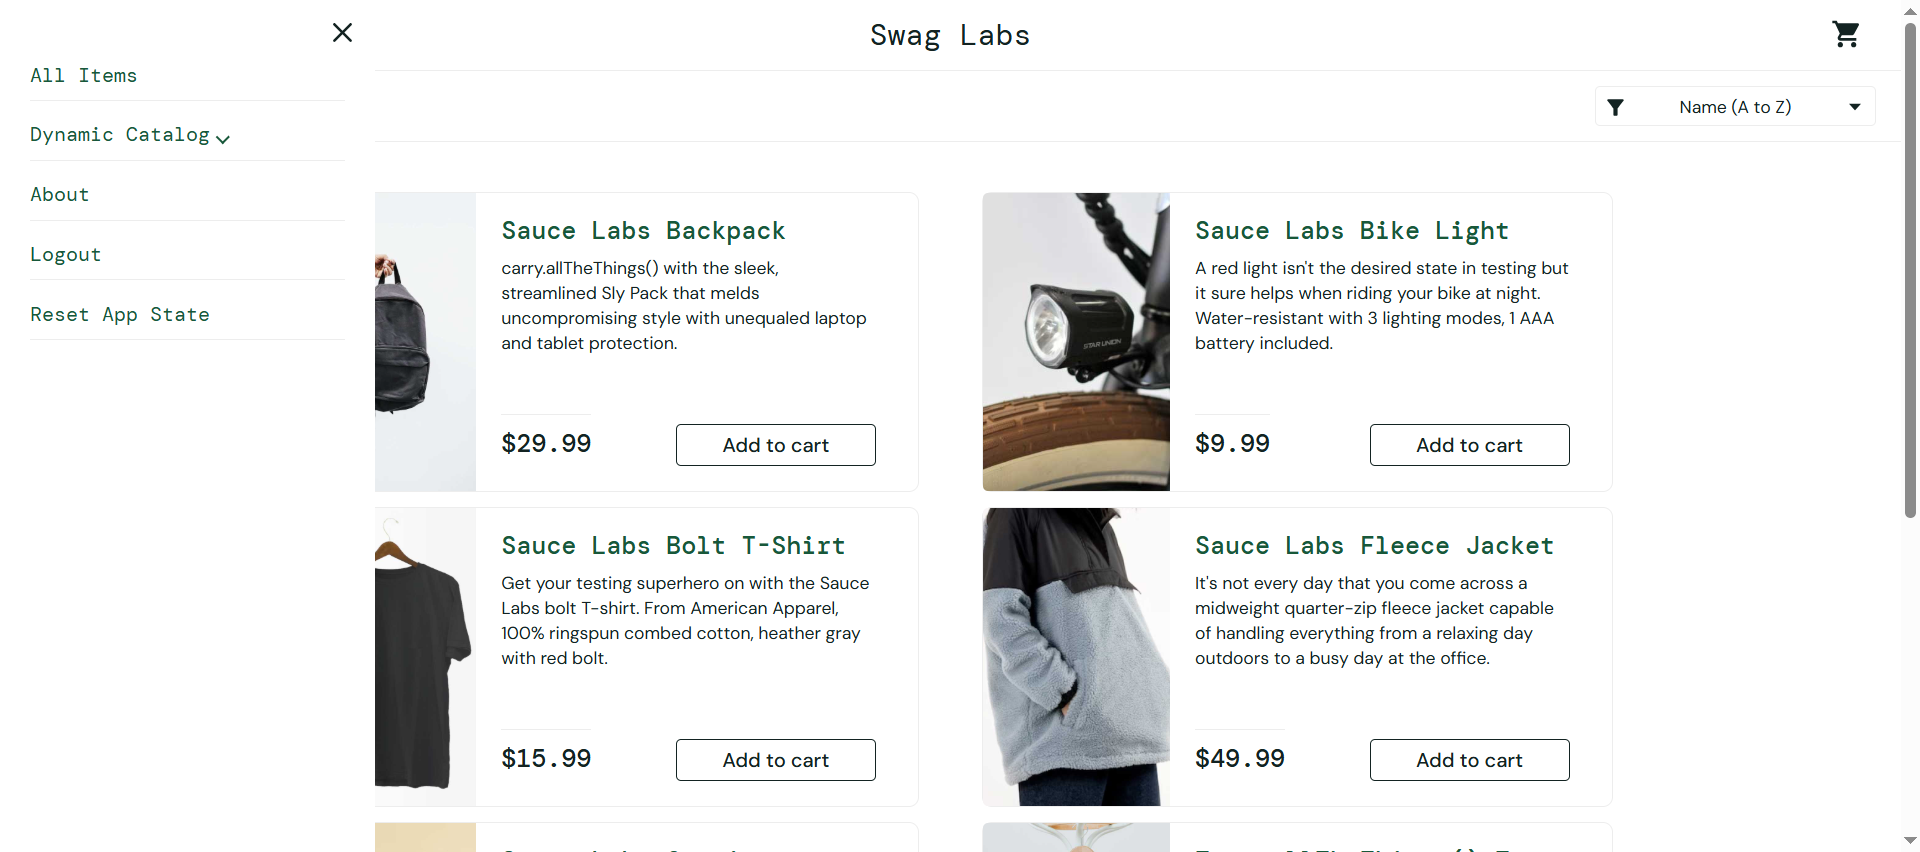 Swag Labs
All Items
Dynamic Catalog
About
Logout
Reset App State
Name (A to Z)
Sauce Labs Backpack
carry.allTheThings() with the sleek,
streamlined Sly Pack that melds
uncompromising style with unequaled laptop
and tablet protection.
$29.99
Add to cart
Sauce Labs Bike Light
A red light isn't the desired state in testing but
it sure helps when riding your bike at night.
Water-resistant with 3 lighting modes, 1 AAA
battery included.
STAR UNION
$9.99
Add to cart
Sauce Labs Bolt T-Shirt
Get your testing superhero on with the Sauce
Labs bolt T-shirt. From American Apparel,
100% ringspun combed cotton, heather gray
with red bolt.
$15.99
Add to cart
Sauce Labs Fleece Jacket
It's not every day that you come across a
midweight quarter-zip fleece jacket capable
of handling everything from a relaxing day
outdoors to a busy day at the office.
$49.99
Add to cart